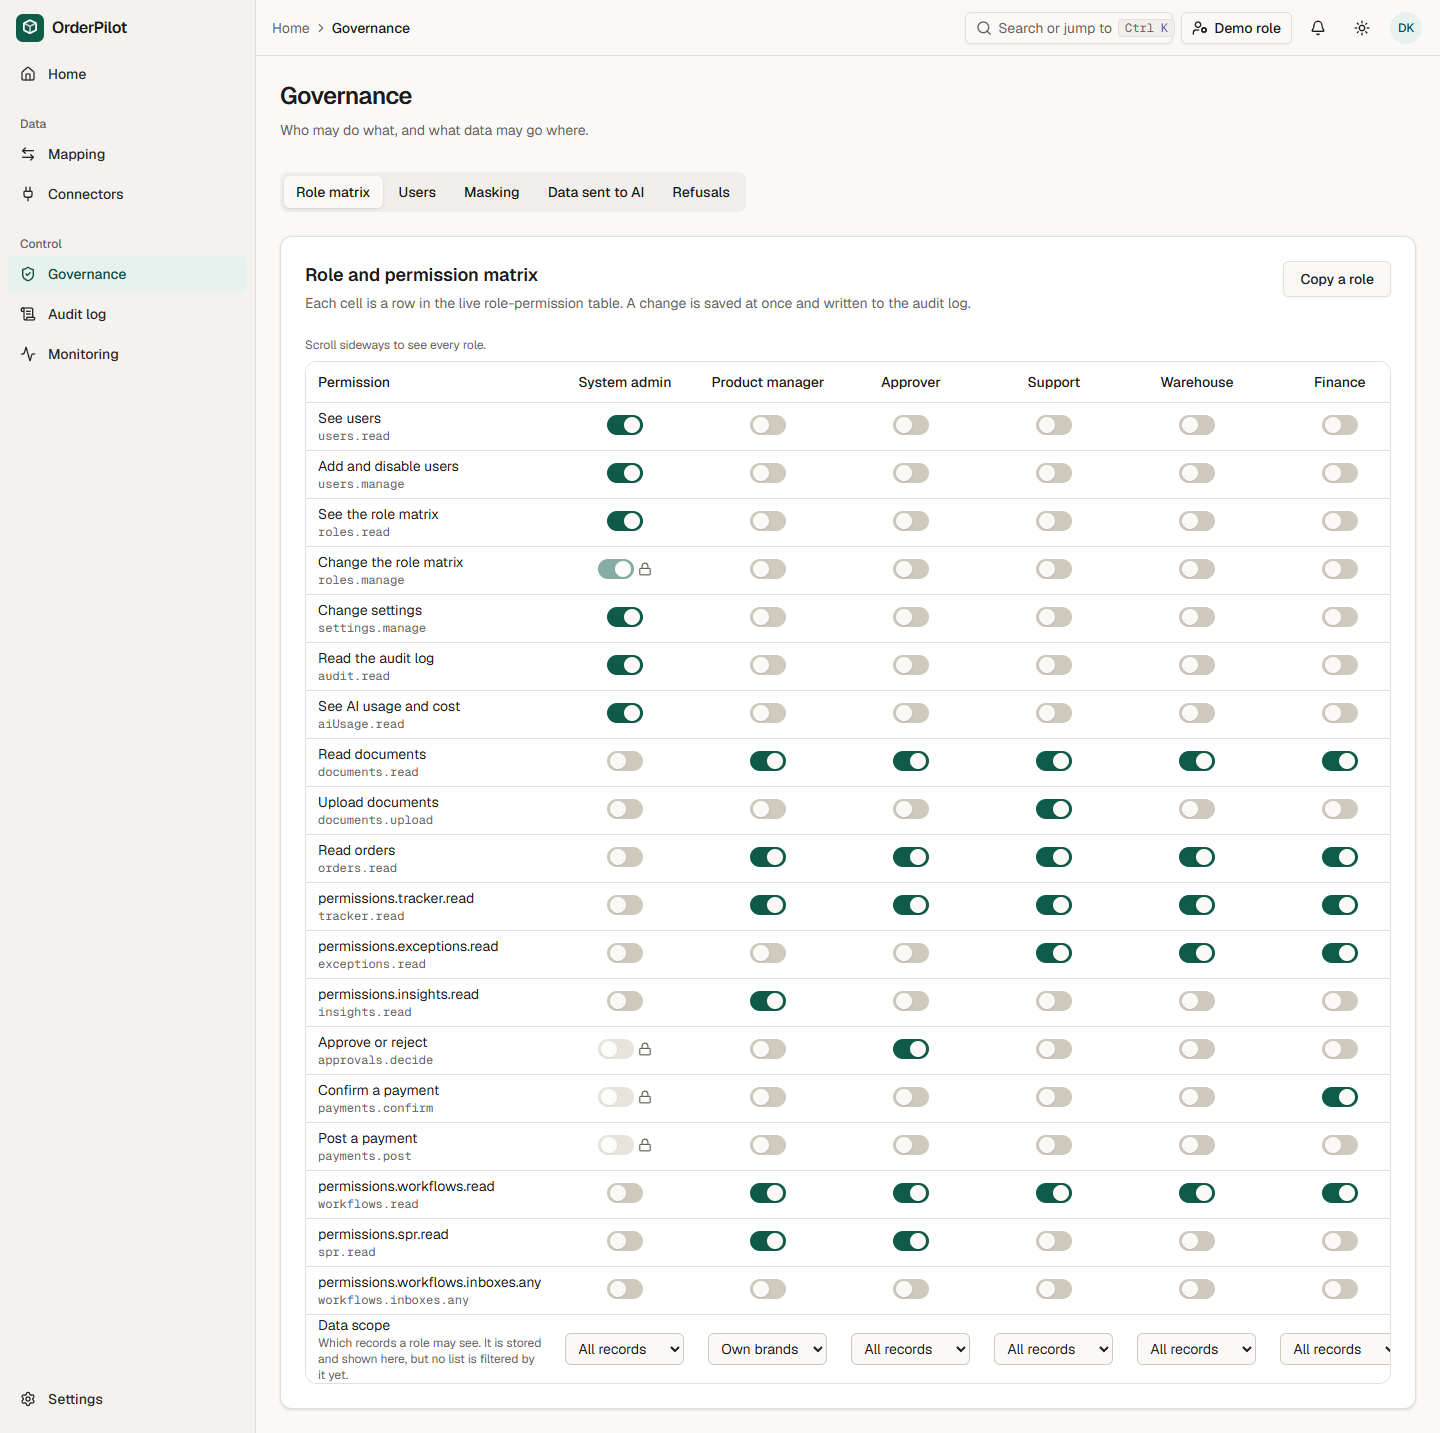 OrderPilot
Home
Data
Mapping
Connectors
Control
Governance
Audit log
Monitoring
Settings
Home > Governance
Search or jump to Ctrl K
Demo role
DK
Governance
Who may do what, and what data may go where.
Role matrix Users Masking Data sent to AI Refusals
Role and permission matrix
Copy a role
Each cell is a row in the live role-permission table. A change is saved at once and written to the audit log.
Scroll sideways to see every role.
Permission System admin Product manager Approver Support Warehouse Finance
See users
users.read
Add and disable users
users.manage
See the role matrix
roles.read
Change the role matrix
roles.manage
Change settings
settings.manage
Read the audit log
audit.read
See AI usage and cost
aiUsage.read
Read documents
documents.read
Upload documents
documents.upload
Read orders
orders.read
permissions.tracker.read
tracker.read
permissions.exceptions.read
exceptions.read
permissions.insights.read
insights.read
Approve or reject
approvals.decide
Confirm a payment
payments.confirm
Post a payment
payments.post
permissions.workflows.read
workflows.read
permissions.spr.read
spr.read
permissions.workflows.inboxes.any
workflows.inboxes.any
Data scope
Which records a role may see. It is stored
and shown here, but no list is filtered by
it yet.
All records Own brands All records All records All records All records